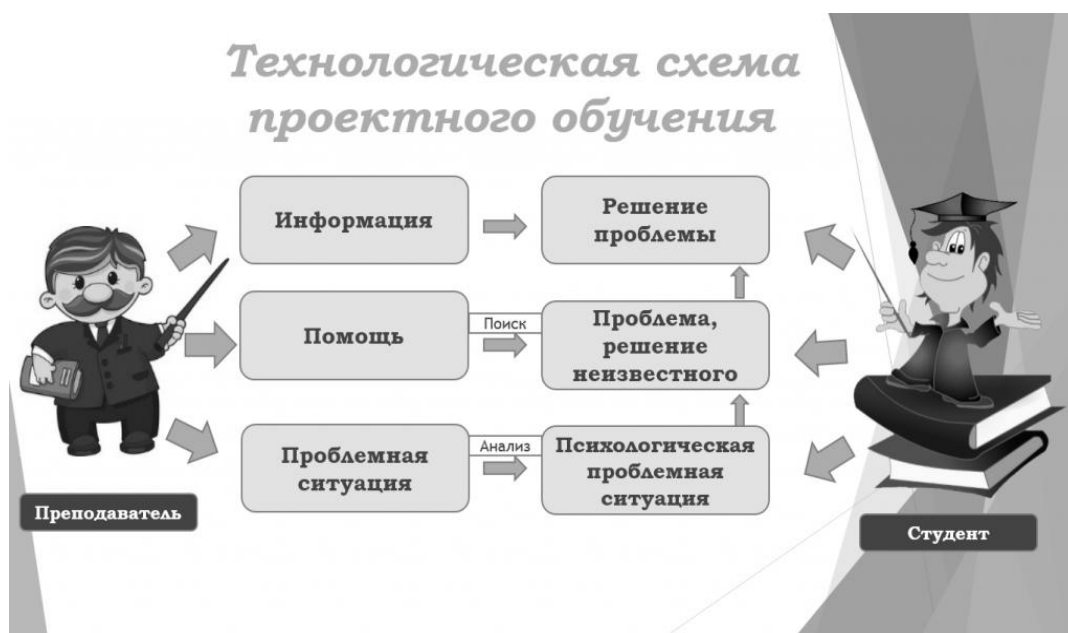 Технологическая схема
проектного обучения
Информация
Решение
проблемы
Помощь
Поиск
Проблема,
решение
неизвестного
Проблемная
ситуация
Анализ
Психологическая
проблемная
ситуация
Преподаватель
Студент